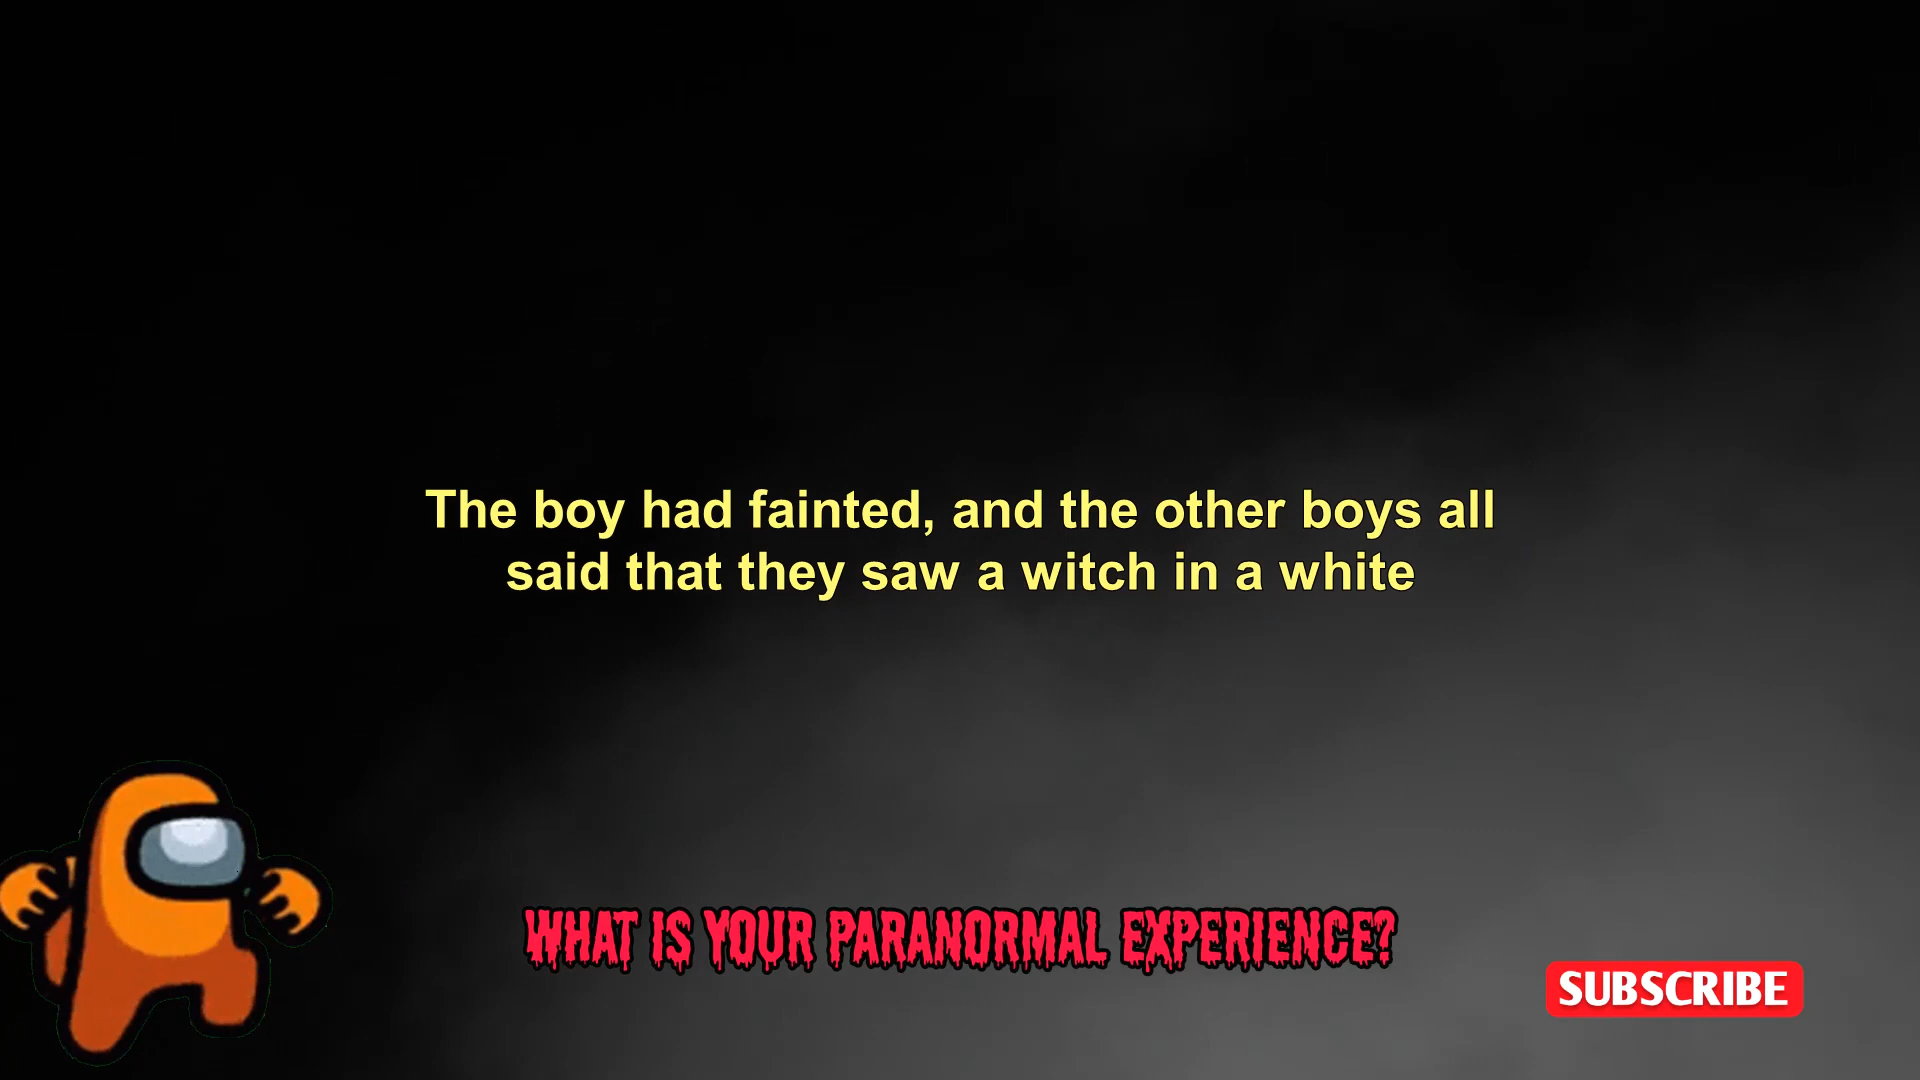 The boy had fainted, and the other boys all
said that they saw a witch in a white
WHAT IS YOUR PARANORMAL EXPERIENCE?
SUBSCRIBE